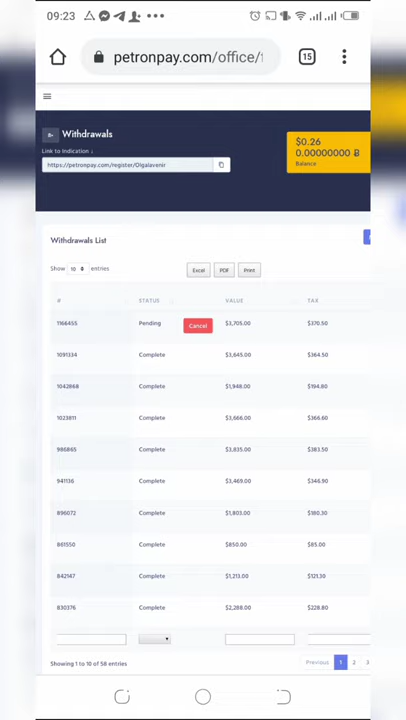 09:23
petronpay.com/office/
15
Withdrawals
Link to Indication ↓
https://petronpay.com/register/Olgalavenir
$0.26
0.00000000 Ƀ
Balance
Withdrawals List
Show 10 entries
Excel PDF Print
# STATUS VALUE TAX
1166455 Pending Cancel $3,705.00 $370.50
1091334 Complete $3,645.00 $364.50
1042868 Complete $1,948.00 $194.80
1023811 Complete $3,666.00 $366.60
986865 Complete $3,835.00 $383.50
941136 Complete $3,469.00 $346.90
896072 Complete $1,803.00 $180.30
861550 Complete $850.00 $85.00
842147 Complete $1,213.00 $121.30
830376 Complete $2,288.00 $228.80
Showing 1 to 10 of 58 entries
Previous 1 2 3